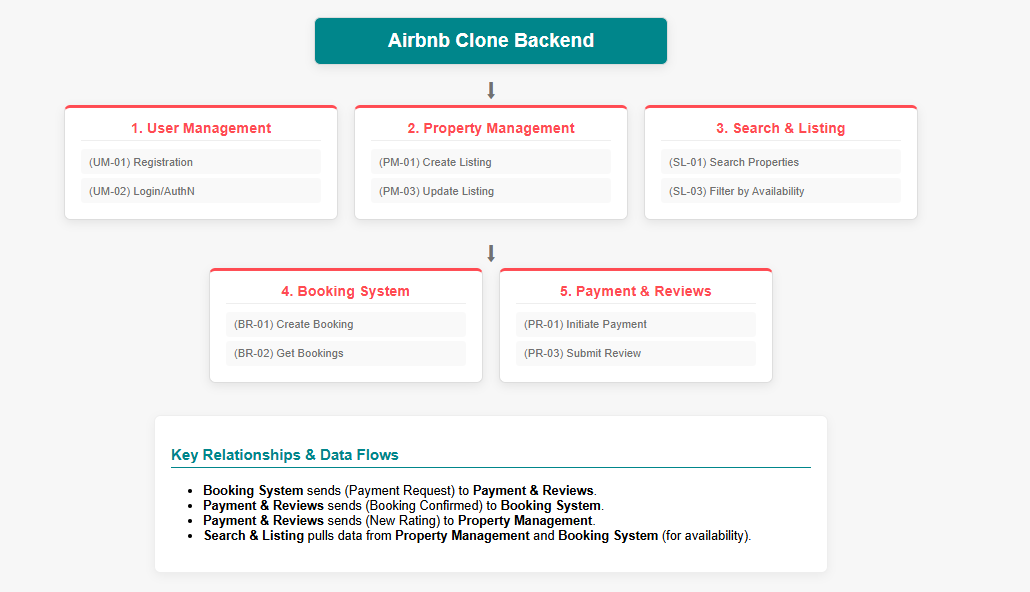 Airbnb Clone Backend
1. User Management
(UM-01) Registration
(UM-02) Login/AuthN
2. Property Management
(PM-01) Create Listing
(PM-03) Update Listing
3. Search & Listing
(SL-01) Search Properties
(SL-03) Filter by Availability
4. Booking System
(BR-01) Create Booking
(BR-02) Get Bookings
5. Payment & Reviews
(PR-01) Initiate Payment
(PR-03) Submit Review
Key Relationships & Data Flows
Booking System sends (Payment Request) to Payment & Reviews.
Payment & Reviews sends (Booking Confirmed) to Booking System.
Payment & Reviews sends (New Rating) to Property Management.
Search & Listing pulls data from Property Management and Booking System (for availability).